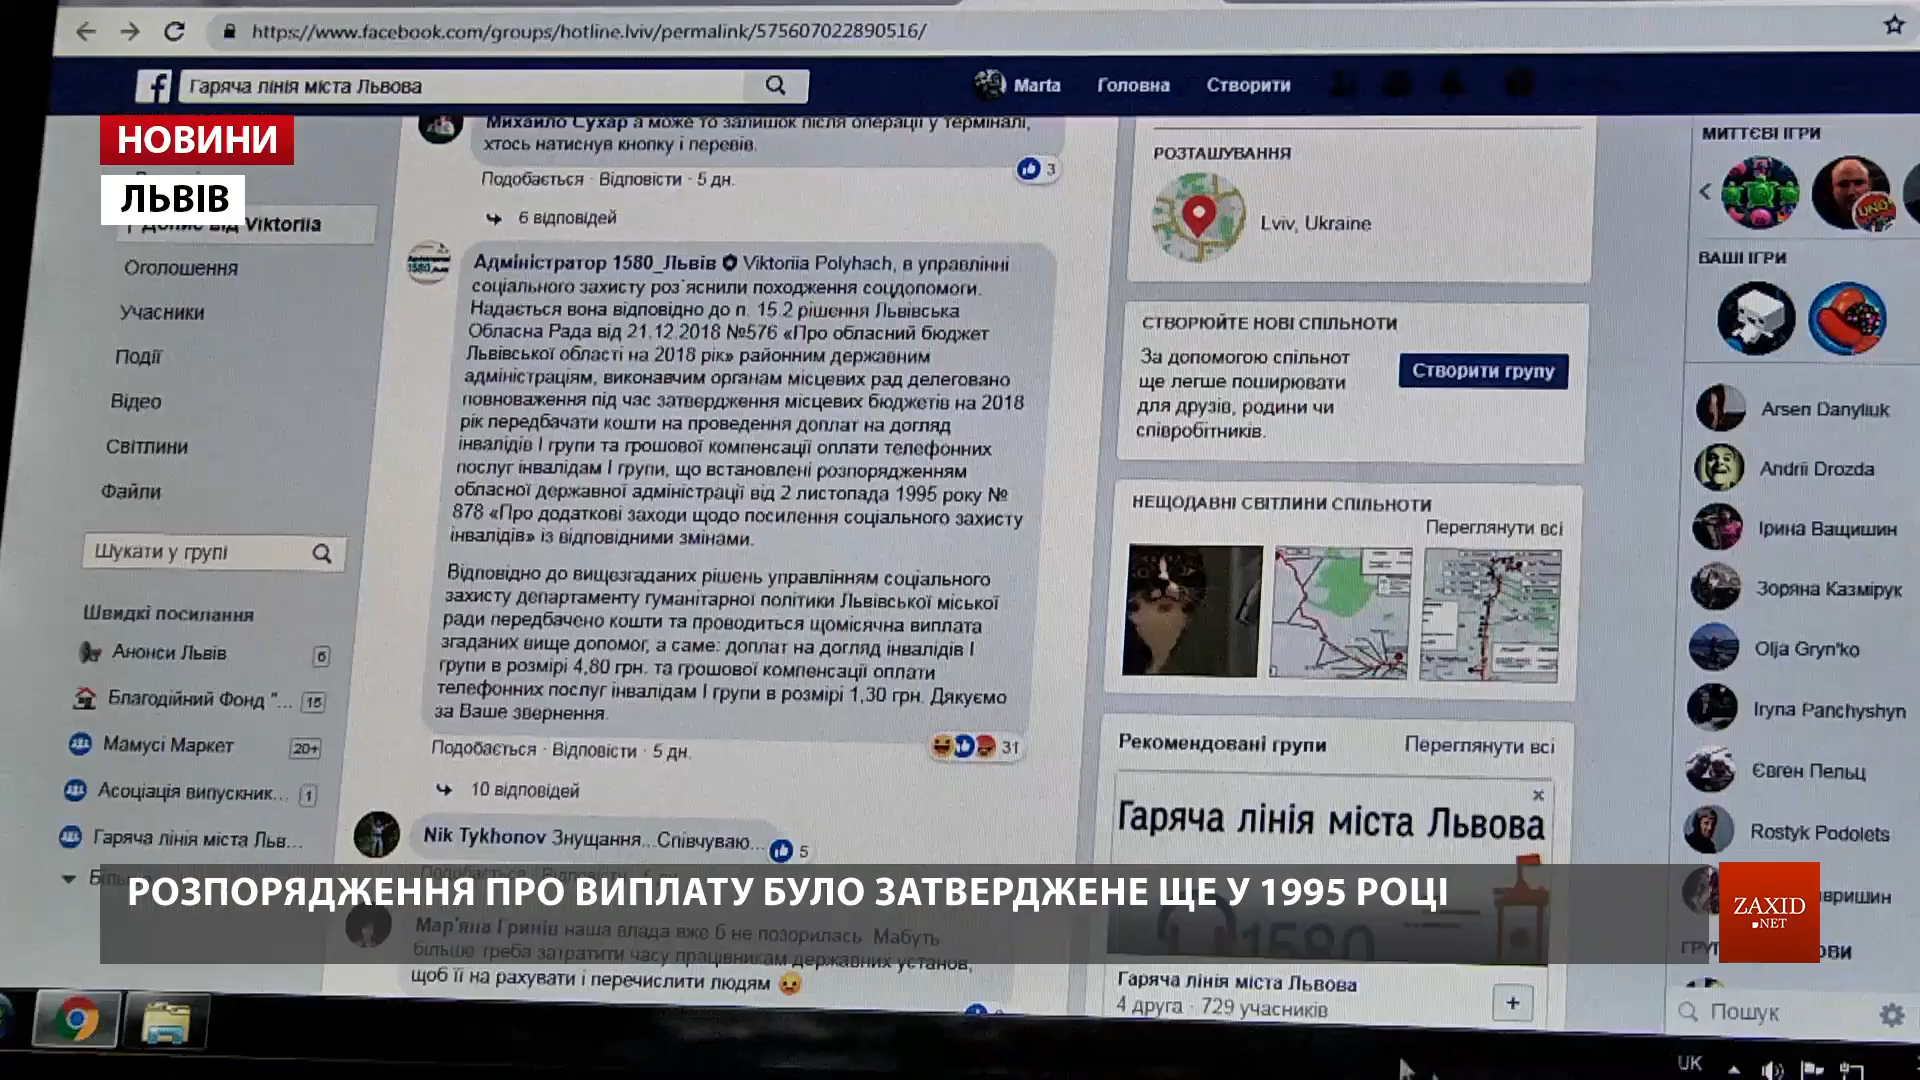 https://www.facebook.com/groups/hotline.lviv/permalink/575607022890516/
Гаряча лінія міста Львова
Marta Головна Створити
НОВИНИ
ЛЬВІВ
Допис від Viktoriia
Оголошення
Учасники
Події
Відео
Світлини
Файли
Шукати у групі
Швидкі посилання
Анонси Львів 6
Благодійний Фонд "... 15
Мамусі Маркет 20+
Асоціація випускник... 1
Гаряча лінія міста Льв...
Михайло Сухар а може то залишок після операції у терміналі,
хтось натиснув кнопку і перевів.
3
Подобається · Відповісти · 5 дн.
6 відповідей
Адміністратор 1580_Львів Viktoriia Polyhach, в управлінні
соціального захисту роз`яснили походження соцдопомоги.
Надається вона відповідно до п. 15.2 рішення Львівська
Обласна Рада від 21.12.2018 №576 «Про обласний бюджет
Львівської області на 2018 рік» районним державним
адміністраціям, виконавчим органам місцевих рад делеговано
повноваження під час затвердження місцевих бюджетів на 2018
рік передбачати кошти на проведення доплат на догляд
інвалідів І групи та грошової компенсації оплати телефонних
послуг інвалідам І групи, що встановлені розпорядженням
обласної державної адміністрації від 2 листопада 1995 року №
878 «Про додаткові заходи щодо посилення соціального захисту
інвалідів» із відповідними змінами.
Відповідно до вищезгаданих рішень управлінням соціального
захисту департаменту гуманітарної політики Львівської міської
ради передбачено кошти та проводиться щомісячна виплата
згаданих вище допомог, а саме: доплат на догляд інвалідів І
групи в розмірі 4,80 грн. та грошової компенсації оплати
телефонних послуг інвалідам І групи в розмірі 1,30 грн. Дякуємо
за Ваше звернення.
31
Подобається · Відповісти · 5 дн.
10 відповідей
Nik Tykhonov Знущання...Співчуваю... 5
Мар'яна Гринів наша влада вже б не позорилась. Мабуть
більше треба затратити часу працівникам державних установ,
щоб її на рахувати і перечислити людям
РОЗТАШУВАННЯ
Lviv, Ukraine
СТВОРЮЙТЕ НОВІ СПІЛЬНОТИ
За допомогою спільнот
ще легше поширювати
для друзів, родини чи
співробітників.
Створити групу
НЕЩОДАВНІ СВІТЛИНИ СПІЛЬНОТИ
Переглянути всі
Рекомендовані групи Переглянути всі
Гаряча лінія міста Львова
1580
Гаряча лінія міста Львова
4 друга · 729 учасників
МИТТЄВІ ІГРИ
UNO
ВАШІ ІГРИ
Arsen Danyliuk
Andrii Drozda
Ірина Ващишин
Зоряна Казмірук
Olja Gryn'ko
Iryna Panchyshyn
Євген Пельц
Rostyk Podolets
Пошук
РОЗПОРЯДЖЕННЯ ПРО ВИПЛАТУ БУЛО ЗАТВЕРДЖЕНЕ ЩЕ У 1995 РОЦІ
ZAXID
.NET
UK